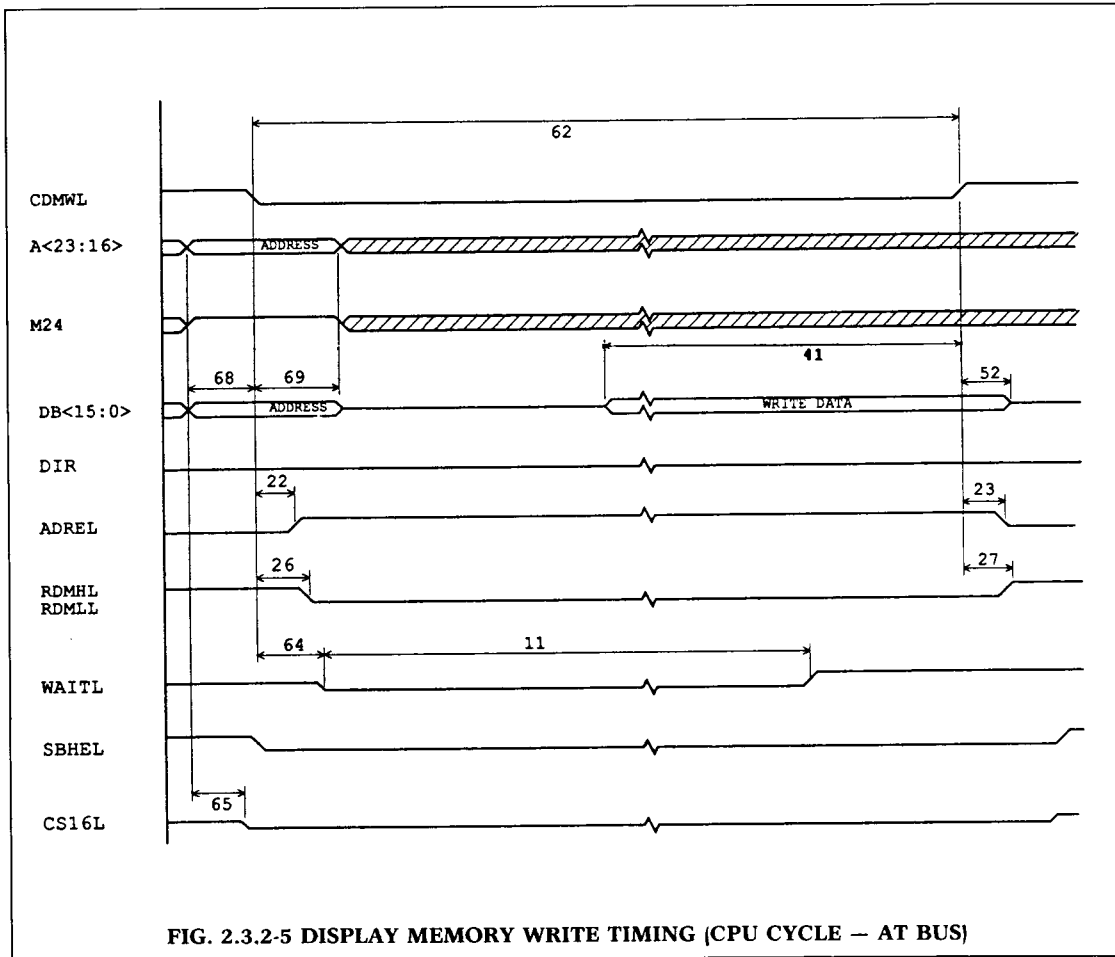 62
CDMWL
A<23:16>
ADDRESS
M24
41
68
69
52
DB<15:0>
ADDRESS
WRITE DATA
DIR
22
23
ADREL
26
27
RDMHL
RDMLL
64
11
WAITL
SBHEL
65
CS16L
FIG. 2.3.2-5 DISPLAY MEMORY WRITE TIMING (CPU CYCLE — AT BUS)